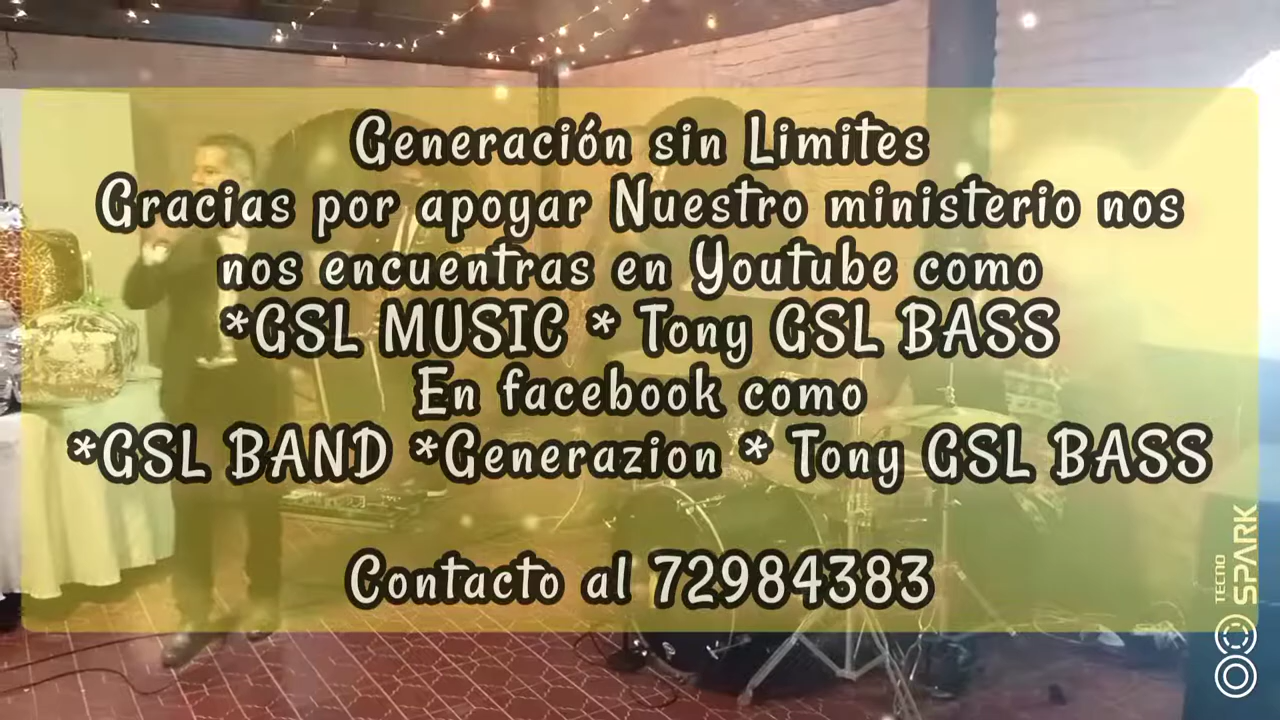 Generación sin Limites
Gracias por apoyar Nuestro ministerio nos
nos encuentras en Youtube como
*GSL MUSIC * Tony GSL BASS
En facebook como
*GSL BAND *Generazion * Tony GSL BASS
Contacto al 72984383
TECNO
SPARK